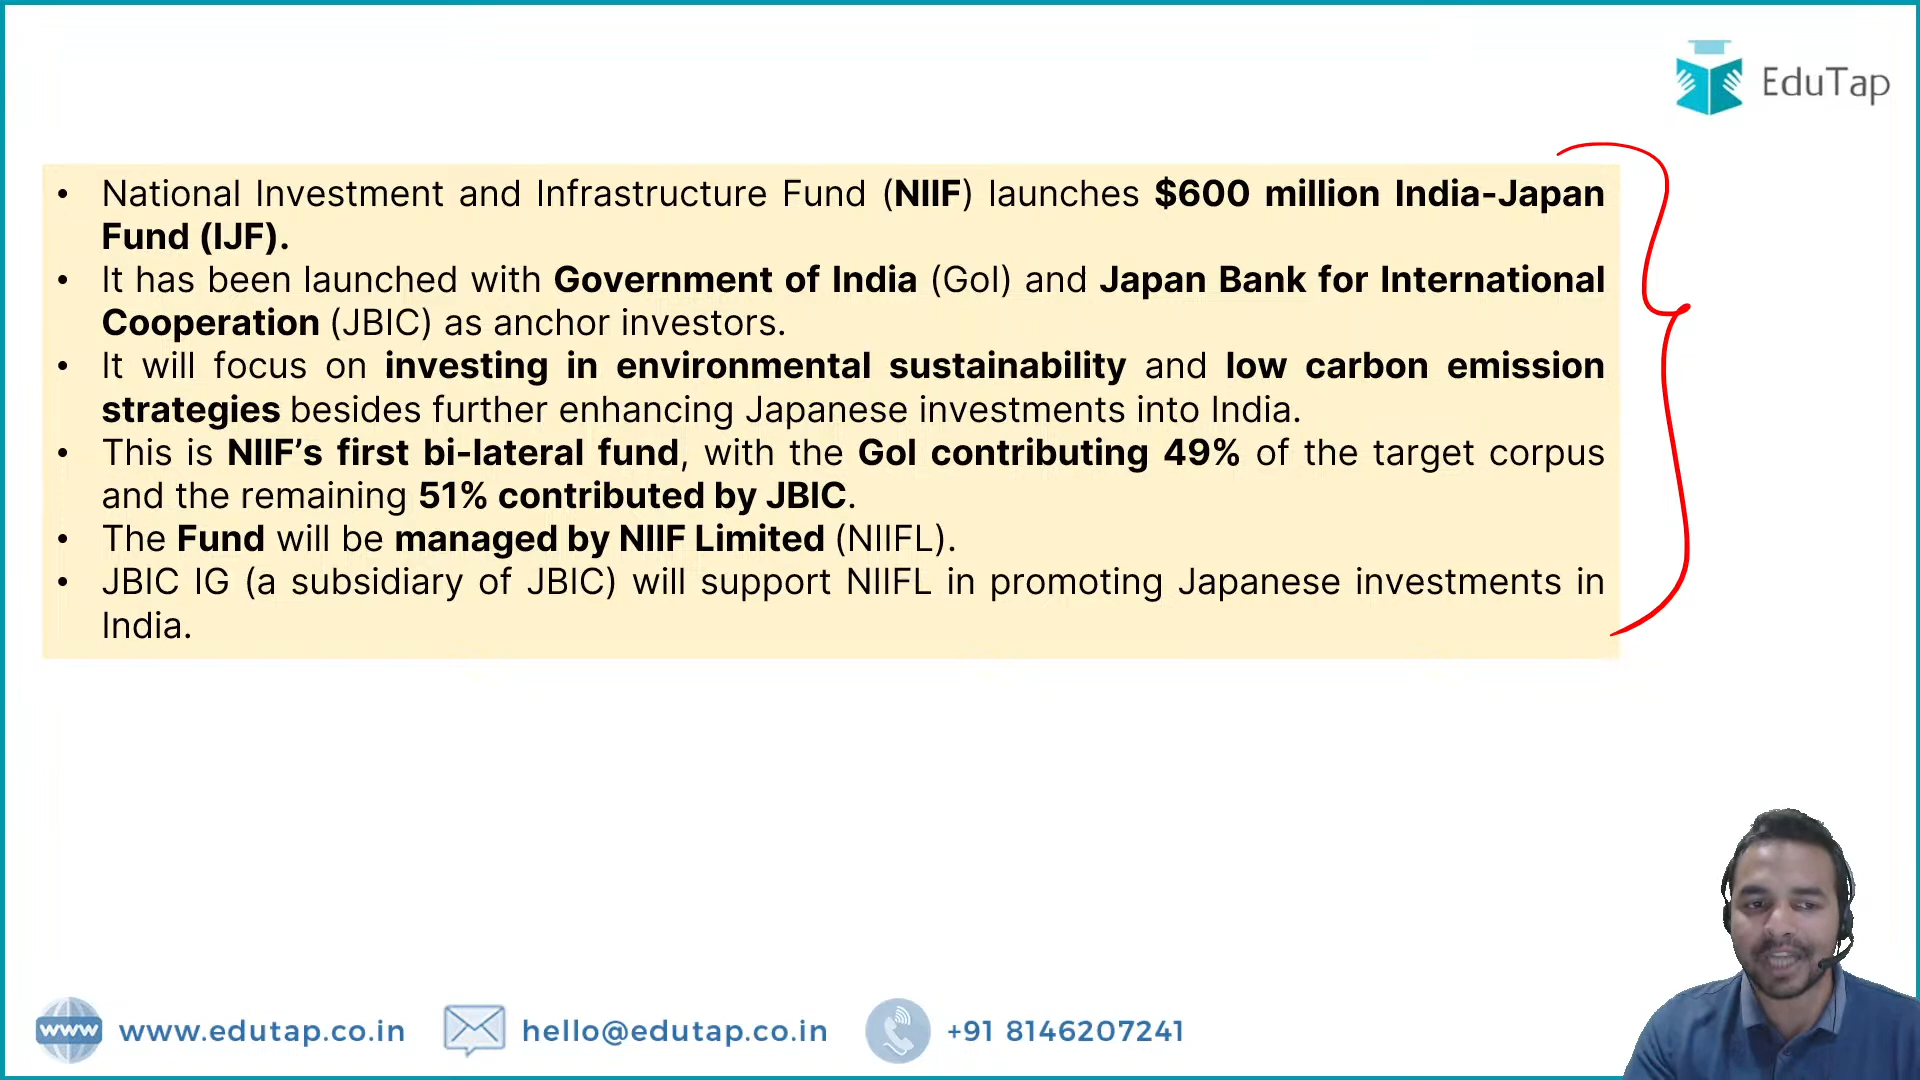 EduTap
• National Investment and Infrastructure Fund (NIIF) launches $600 million India-Japan
Fund (IJF).
• It has been launched with Government of India (GoI) and Japan Bank for International
Cooperation (JBIC) as anchor investors.
• It will focus on investing in environmental sustainability and low carbon emission
strategies besides further enhancing Japanese investments into India.
• This is NIIF’s first bi-lateral fund, with the GoI contributing 49% of the target corpus
and the remaining 51% contributed by JBIC.
• The Fund will be managed by NIIF Limited (NIIFL).
• JBIC IG (a subsidiary of JBIC) will support NIIFL in promoting Japanese investments in
India.
www www.edutap.co.in hello@edutap.co.in +91 8146207241